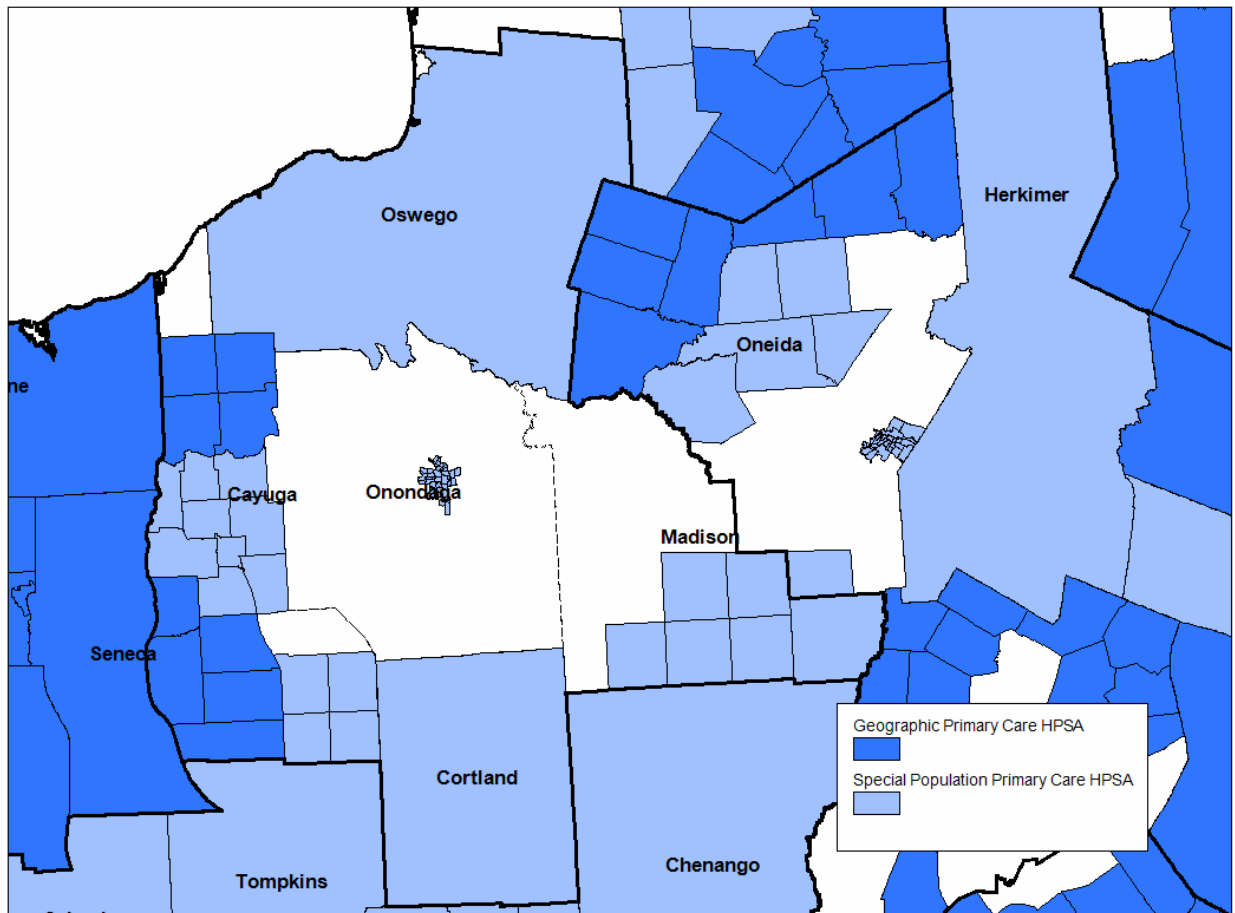 Herkimer
Oswego
Oneida
ne
Cayuga
Onondaga
Madison
Seneca
Geographic Primary Care HPSA
Special Population Primary Care HPSA
Cortland
Chenango
Tompkins